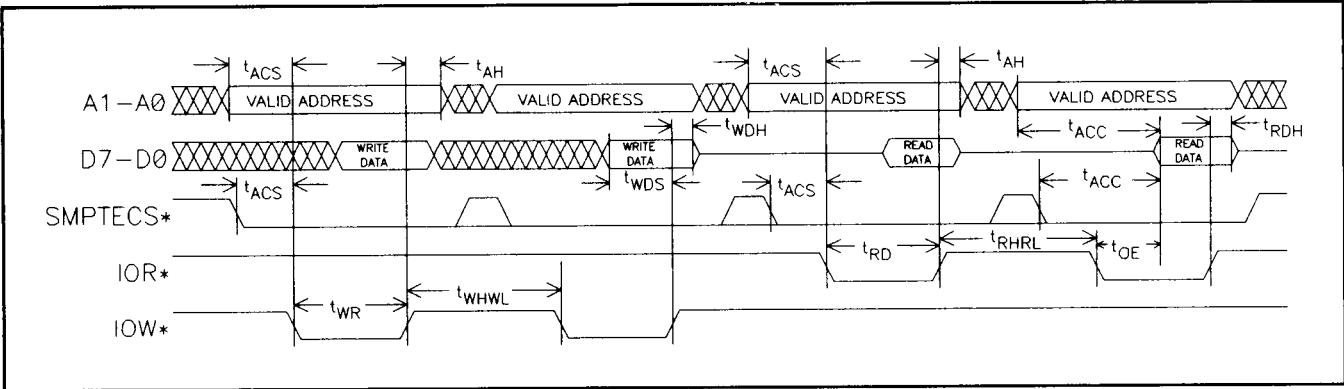 tACS tAH tACS tAH
A1-A0 VALID ADDRESS VALID ADDRESS VALID ADDRESS VALID ADDRESS
tWDH tACC tRDH
D7-D0 WRITE DATA WRITE DATA READ DATA READ DATA
tACS tWDS tACS tACC
SMPTECS*
IOR* tRD tRHRL tOE
tWR tWHWL
IOW*